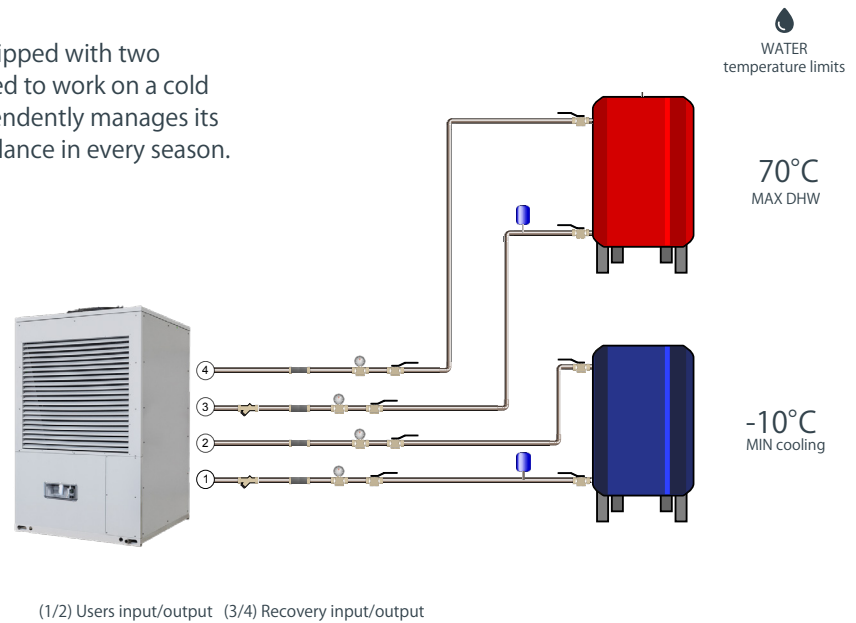 ipped with two
ed to work on a cold
endently manages its
lance in every season.
WATER
temperature limits
70°C
MAX DHW
4
3
2
1
-10°C
MIN cooling
(1/2) Users input/output (3/4) Recovery input/output